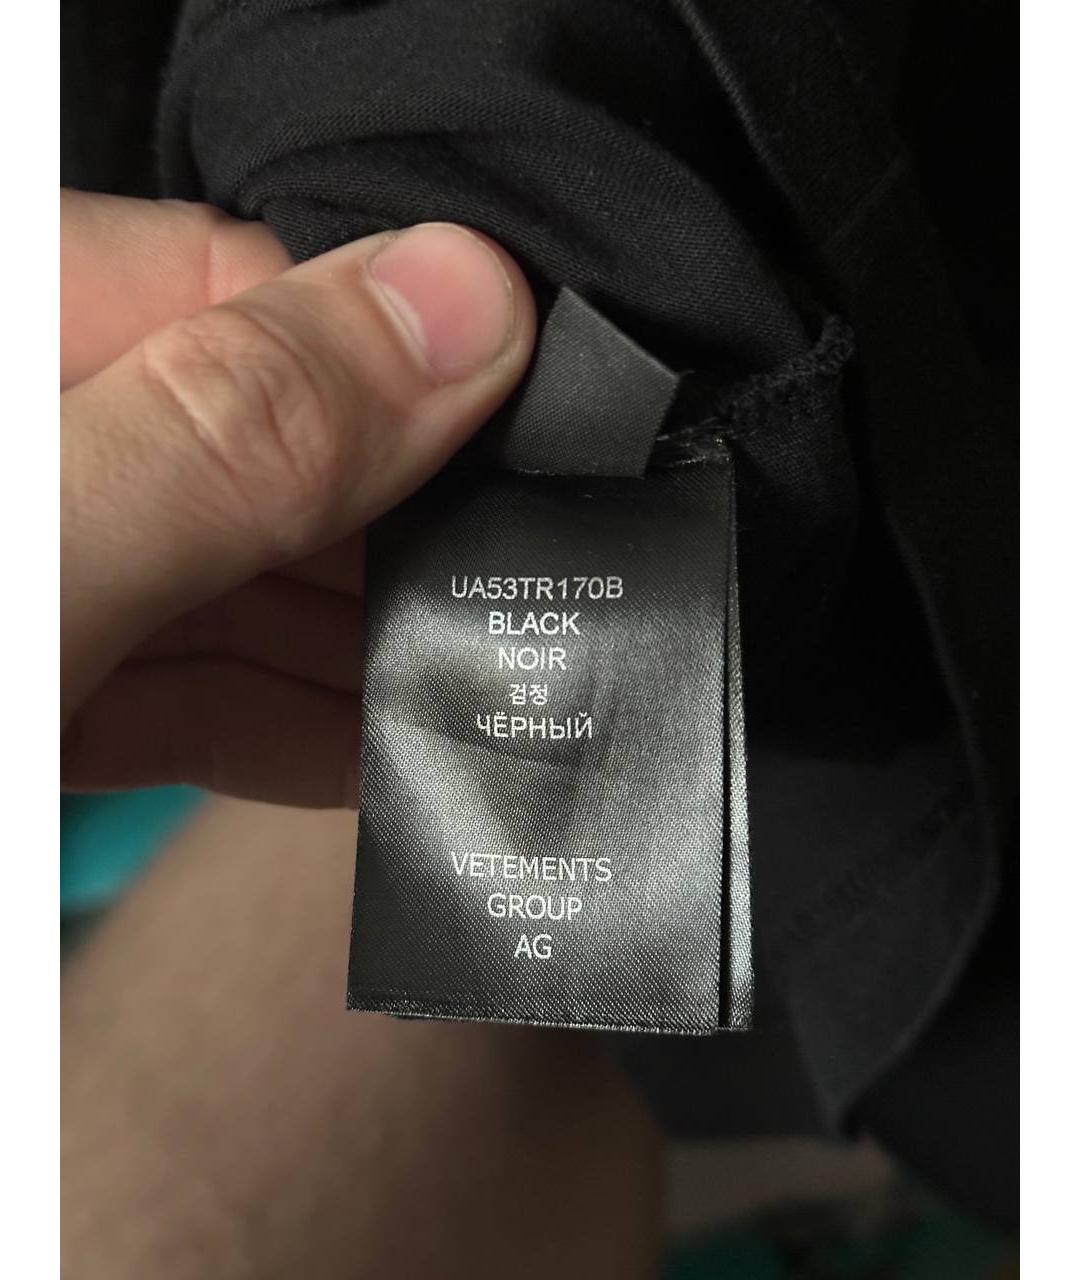 UA53TR170B
BLACK
NOIR
검정
ЧЁРНЫЙ
VETEMENTS
GROUP
AG